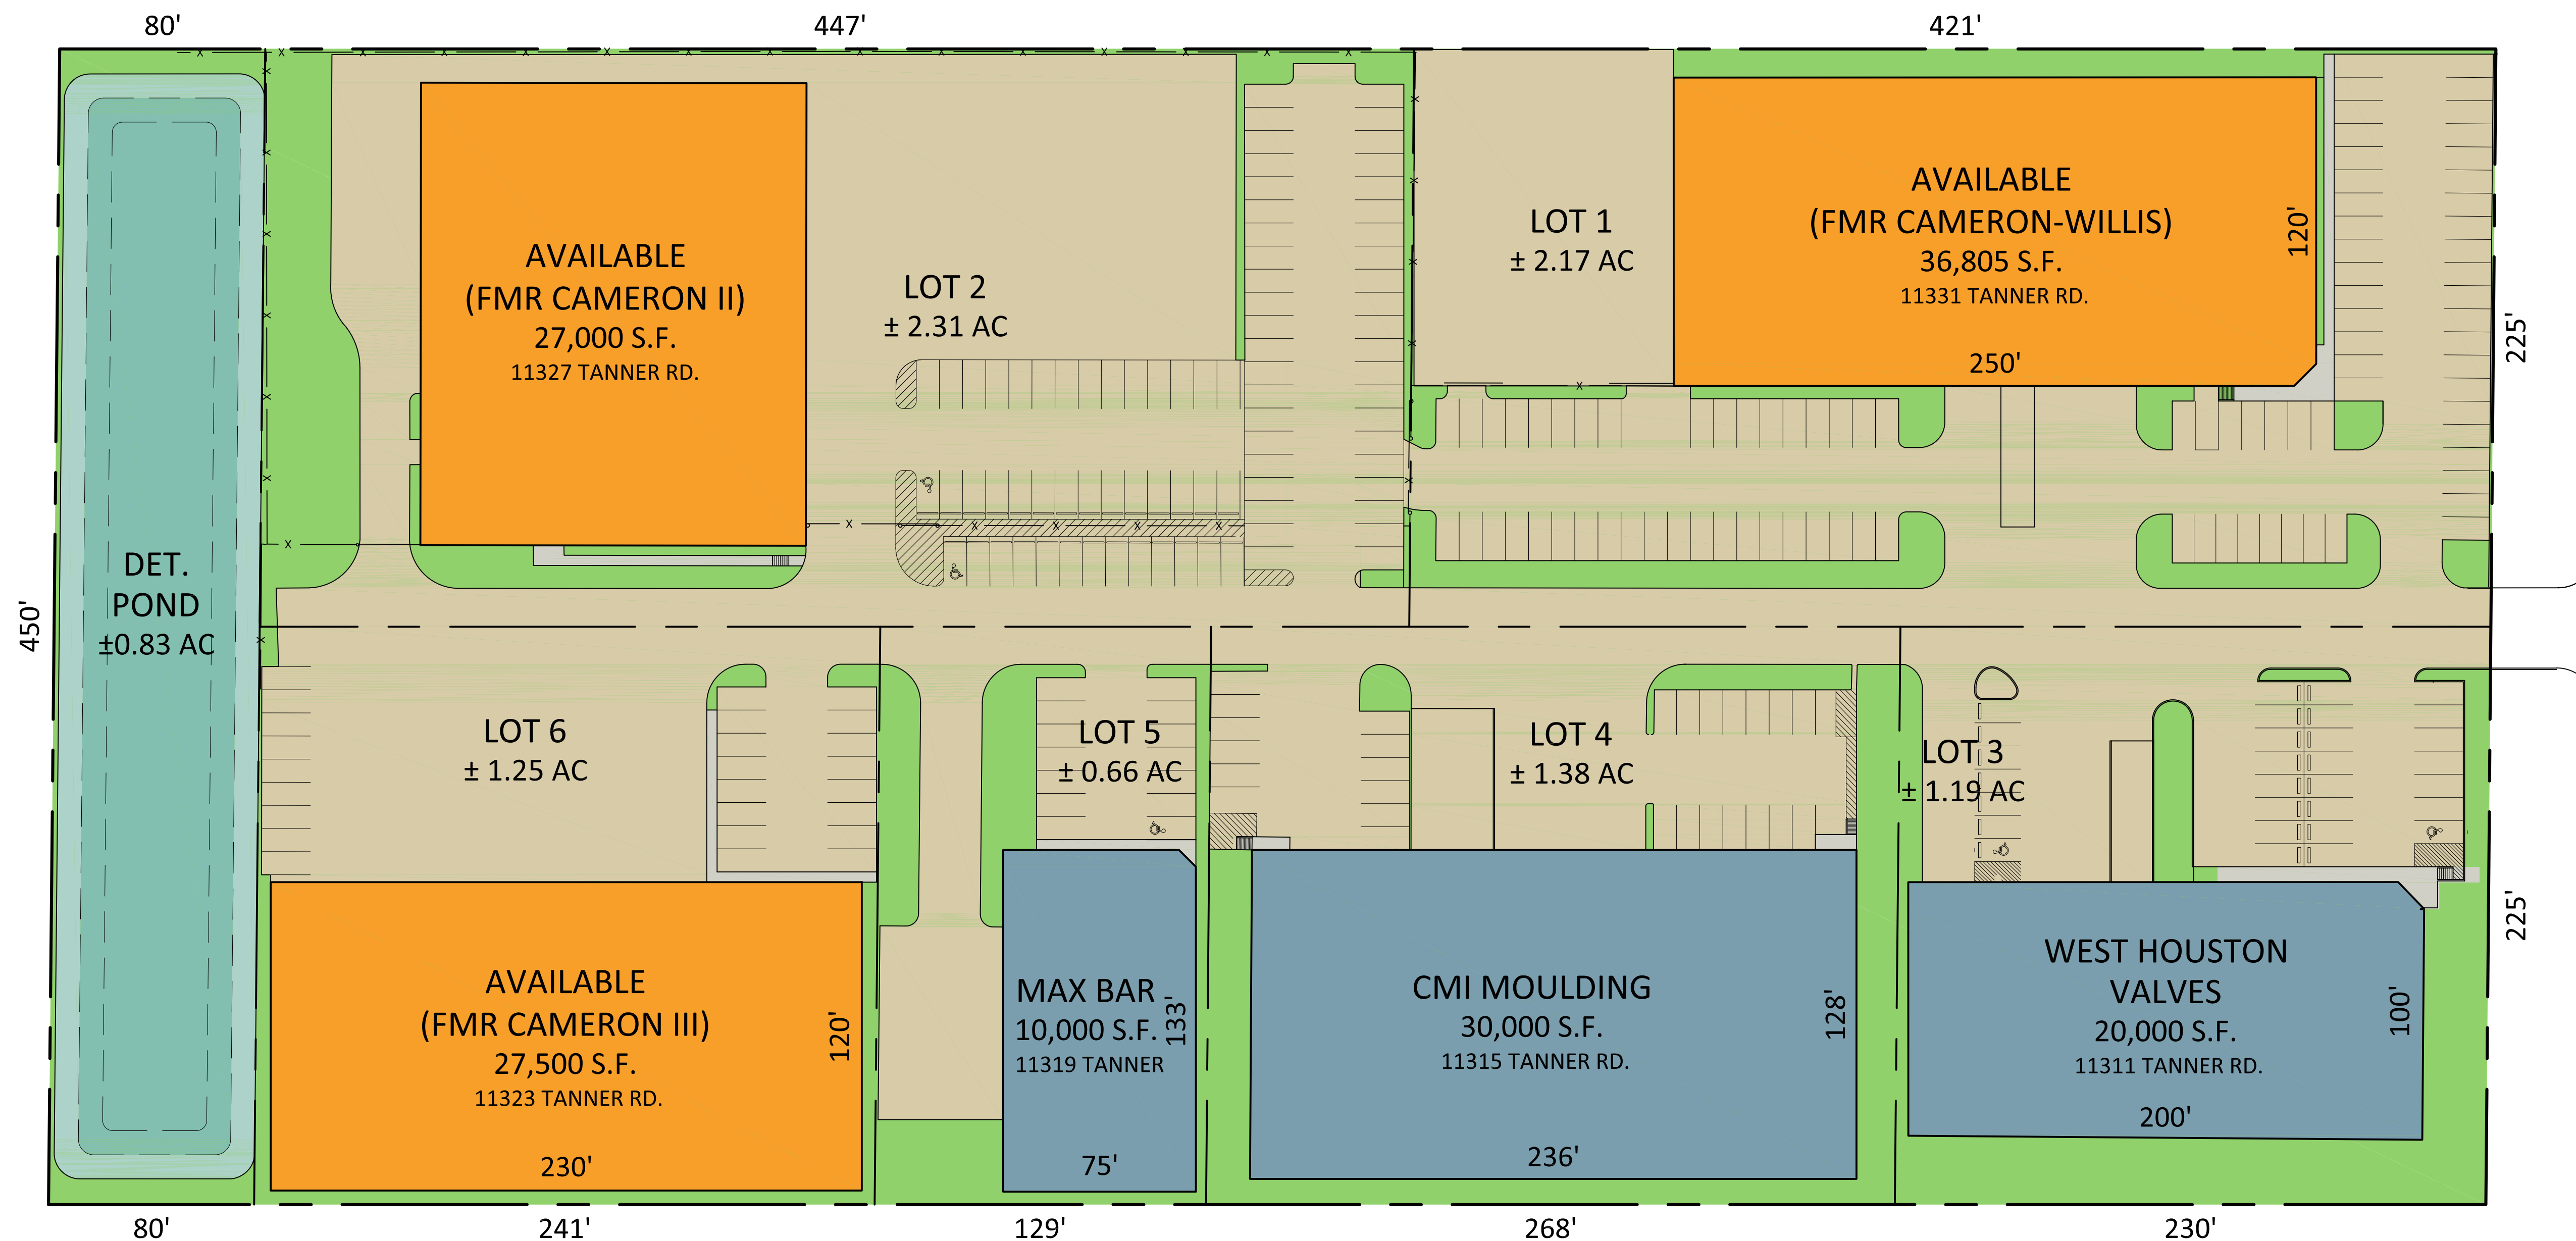 80'
447'
421'
AVAILABLE
(FMR CAMERON II)
27,000 S.F.
11327 TANNER RD.
LOT 2
± 2.31 AC
LOT 1
± 2.17 AC
AVAILABLE
(FMR CAMERON-WILLIS)
36,805 S.F.
11331 TANNER RD.
120'
250'
225'
DET.
POND
±0.83 AC
450'
LOT 6
± 1.25 AC
LOT 5
± 0.66 AC
LOT 4
± 1.38 AC
LOT 3
± 1.19 AC
AVAILABLE
(FMR CAMERON III)
27,500 S.F.
11323 TANNER RD.
120'
230'
MAX BAR
10,000 S.F.
11319 TANNER
133'
75'
CMI MOULDING
30,000 S.F.
11315 TANNER RD.
128'
236'
WEST HOUSTON
VALVES
20,000 S.F.
11311 TANNER RD.
100'
200'
225'
80'
241'
129'
268'
230'